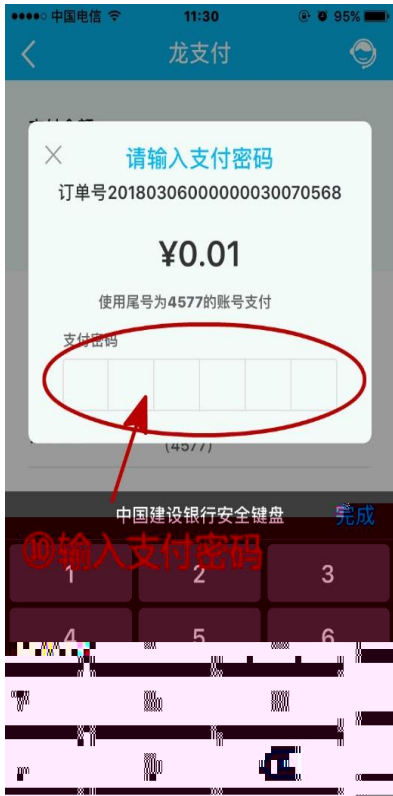 中国电信 11:30 95%
龙支付
请输入支付密码
订单号20180306000000030070568
¥0.01
使用尾号为4577的账号支付
支付密码
(4577)
中国建设银行安全键盘 完成
⑩输入支付密码
1 2 3
4 5 6